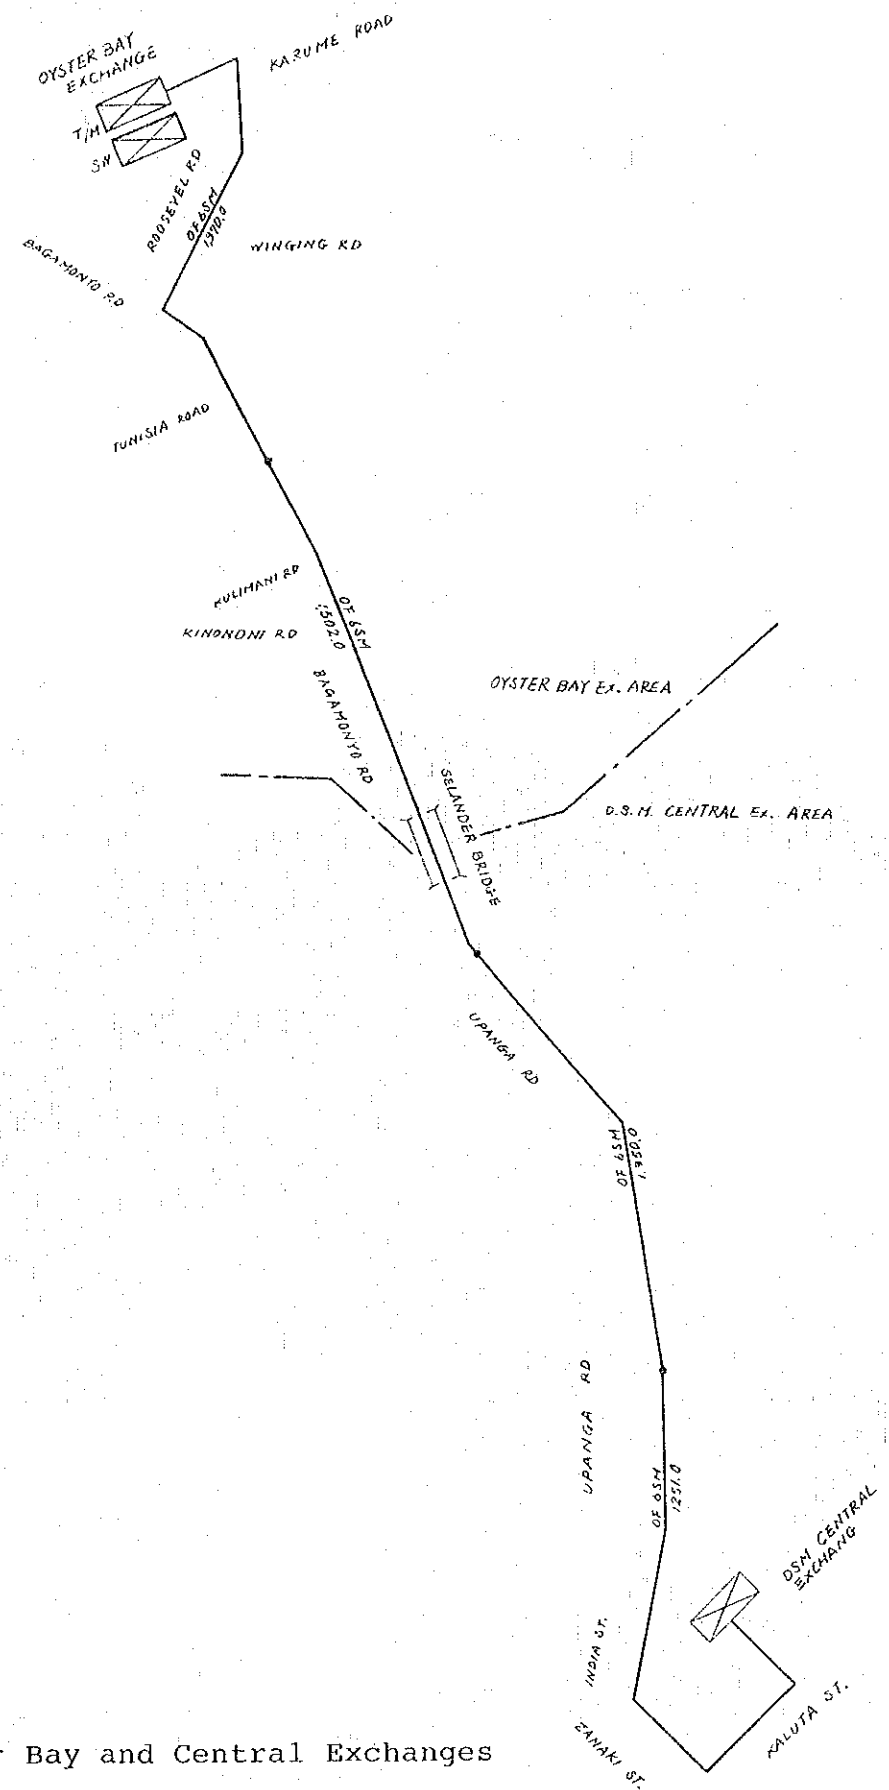 OYSTER BAY
EXCHANGE
KARUME ROAD
T/M
SN
ROOSEVEL RD
OF 6SM
1370.0
WINGING RD
BAGAMONYO RD
TUNISIA ROAD
KULIMANI RD
KINONDNI RD
OF 6SM
1502.0
BAGAMONYO RD
OYSTER BAY Ex. AREA
SELANDER BRIDGE
D.S.M. CENTRAL Ex. AREA
UPANGA RD
OF 6SM
1350.0
UPANGA RD
OF 6SM
1251.0
DSM CENTRAL
EXCHANG
INDIA ST.
ZANAKI ST.
KALUTA ST.
Bay and Central Exchanges